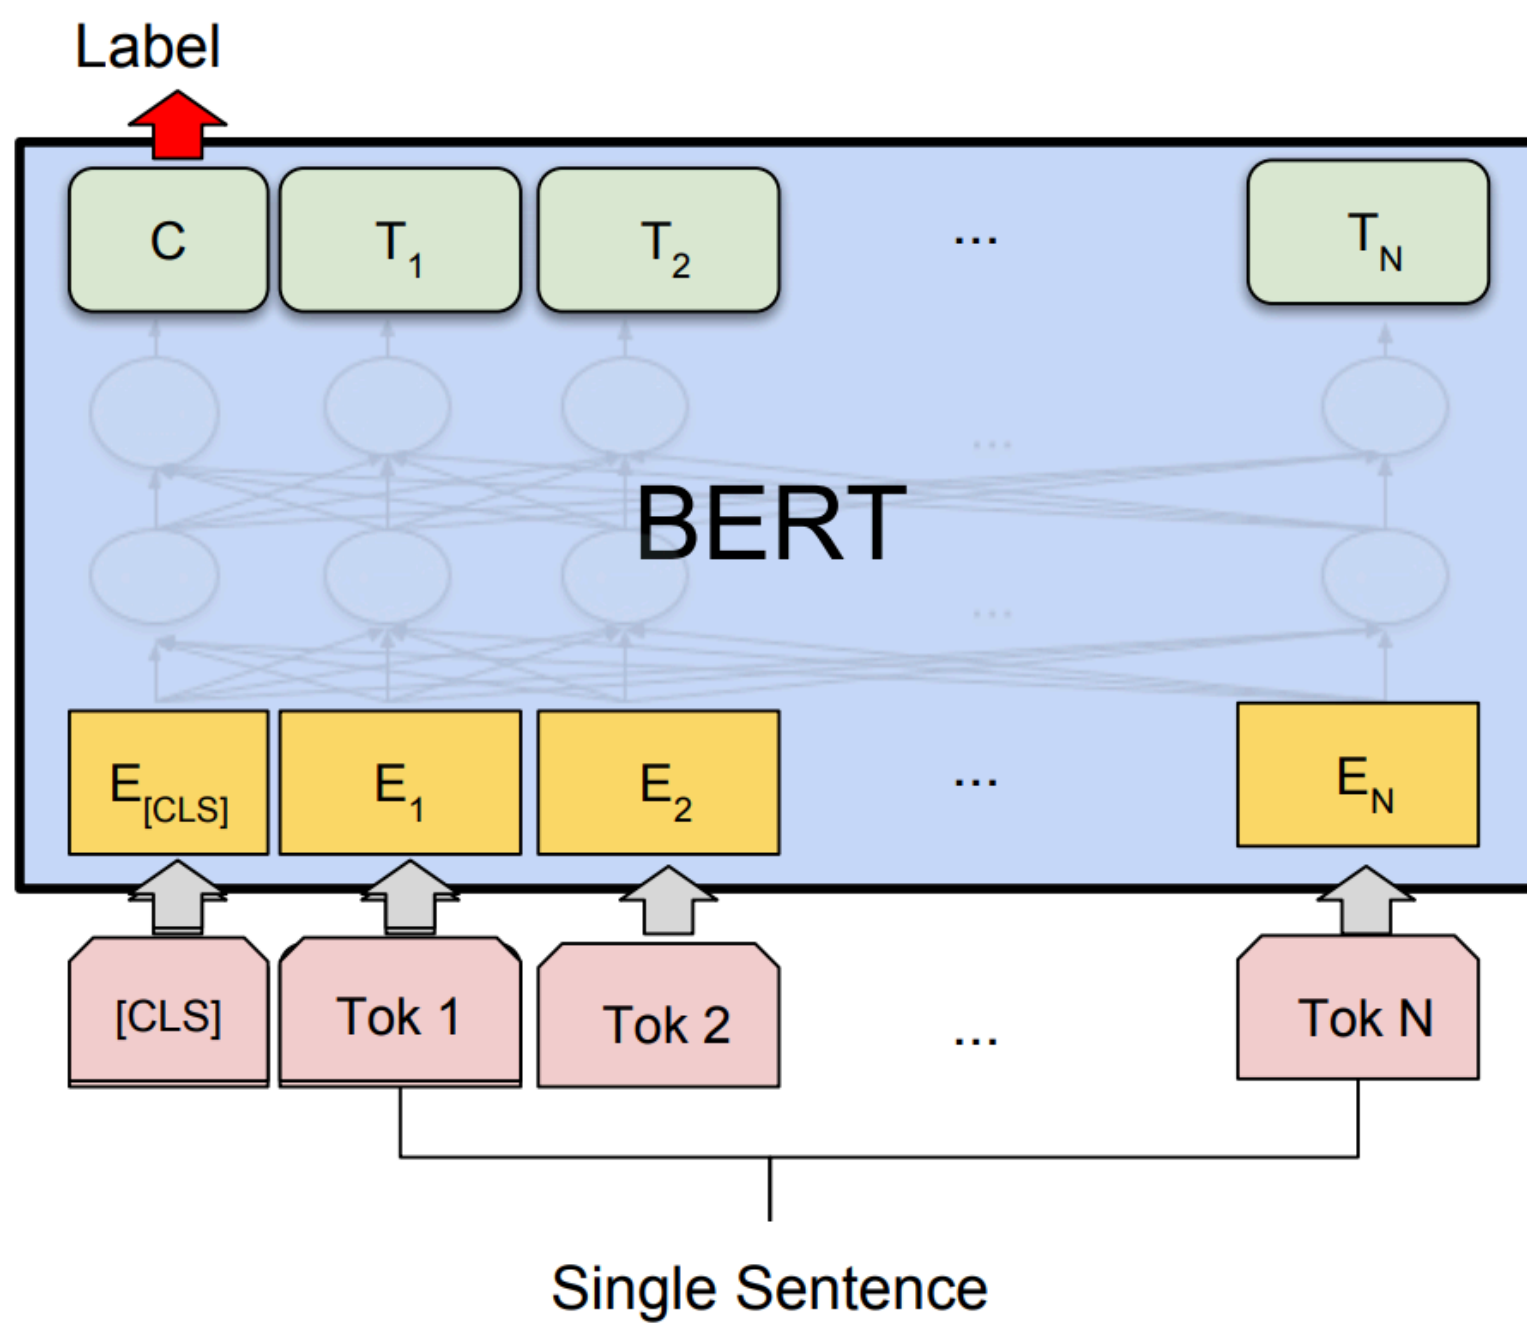 Label
C T1 T2 ... TN
...
BERT
...
E[CLS] E1 E2 ... EN
[CLS] Tok 1 Tok 2 ... Tok N
Single Sentence